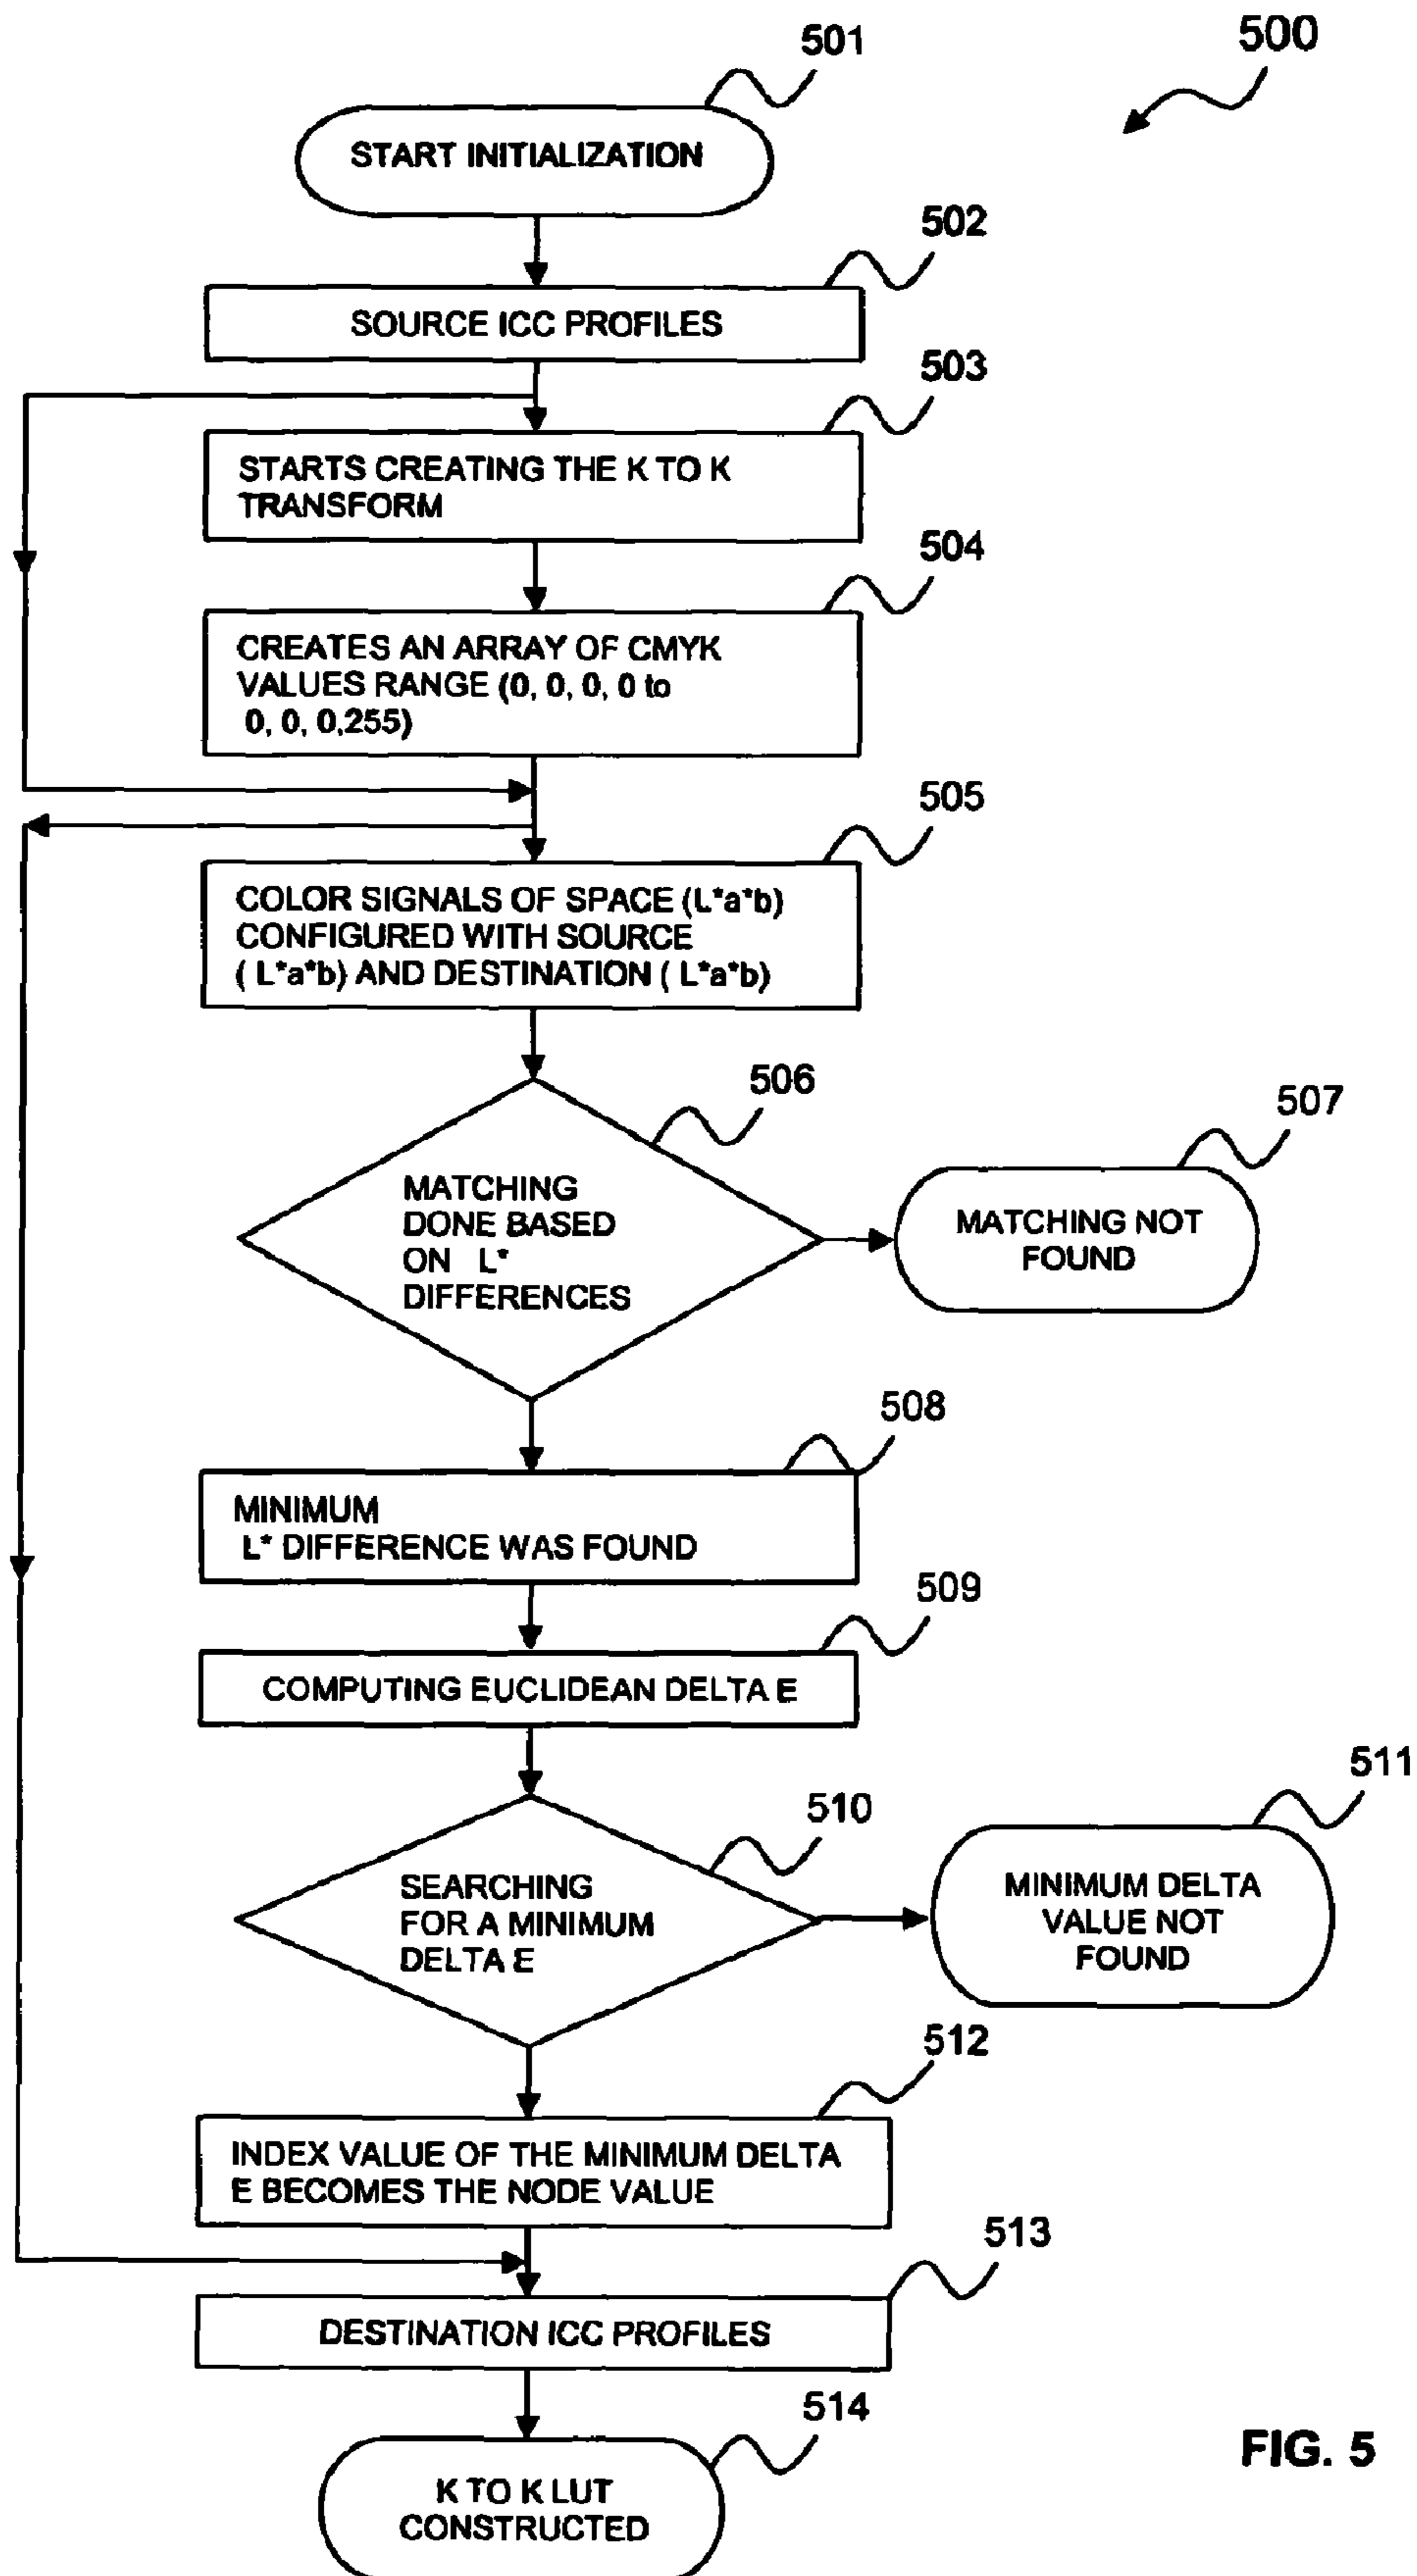 501
500
START INITIALIZATION
502
SOURCE ICC PROFILES
503
STARTS CREATING THE K TO K
TRANSFORM
504
CREATES AN ARRAY OF CMYK
VALUES RANGE (0, 0, 0, 0 to
0, 0, 0,255)
505
COLOR SIGNALS OF SPACE (L*a*b)
CONFIGURED WITH SOURCE
( L*a*b) AND DESTINATION ( L*a*b)
506
507
MATCHING
DONE BASED
ON L*
DIFFERENCES
MATCHING NOT
FOUND
508
MINIMUM
L* DIFFERENCE WAS FOUND
509
COMPUTING EUCLIDEAN DELTA E
510
511
SEARCHING
FOR A MINIMUM
DELTA E
MINIMUM DELTA
VALUE NOT
FOUND
512
INDEX VALUE OF THE MINIMUM DELTA
E BECOMES THE NODE VALUE
513
DESTINATION ICC PROFILES
514
K TO K LUT
CONSTRUCTED
FIG. 5